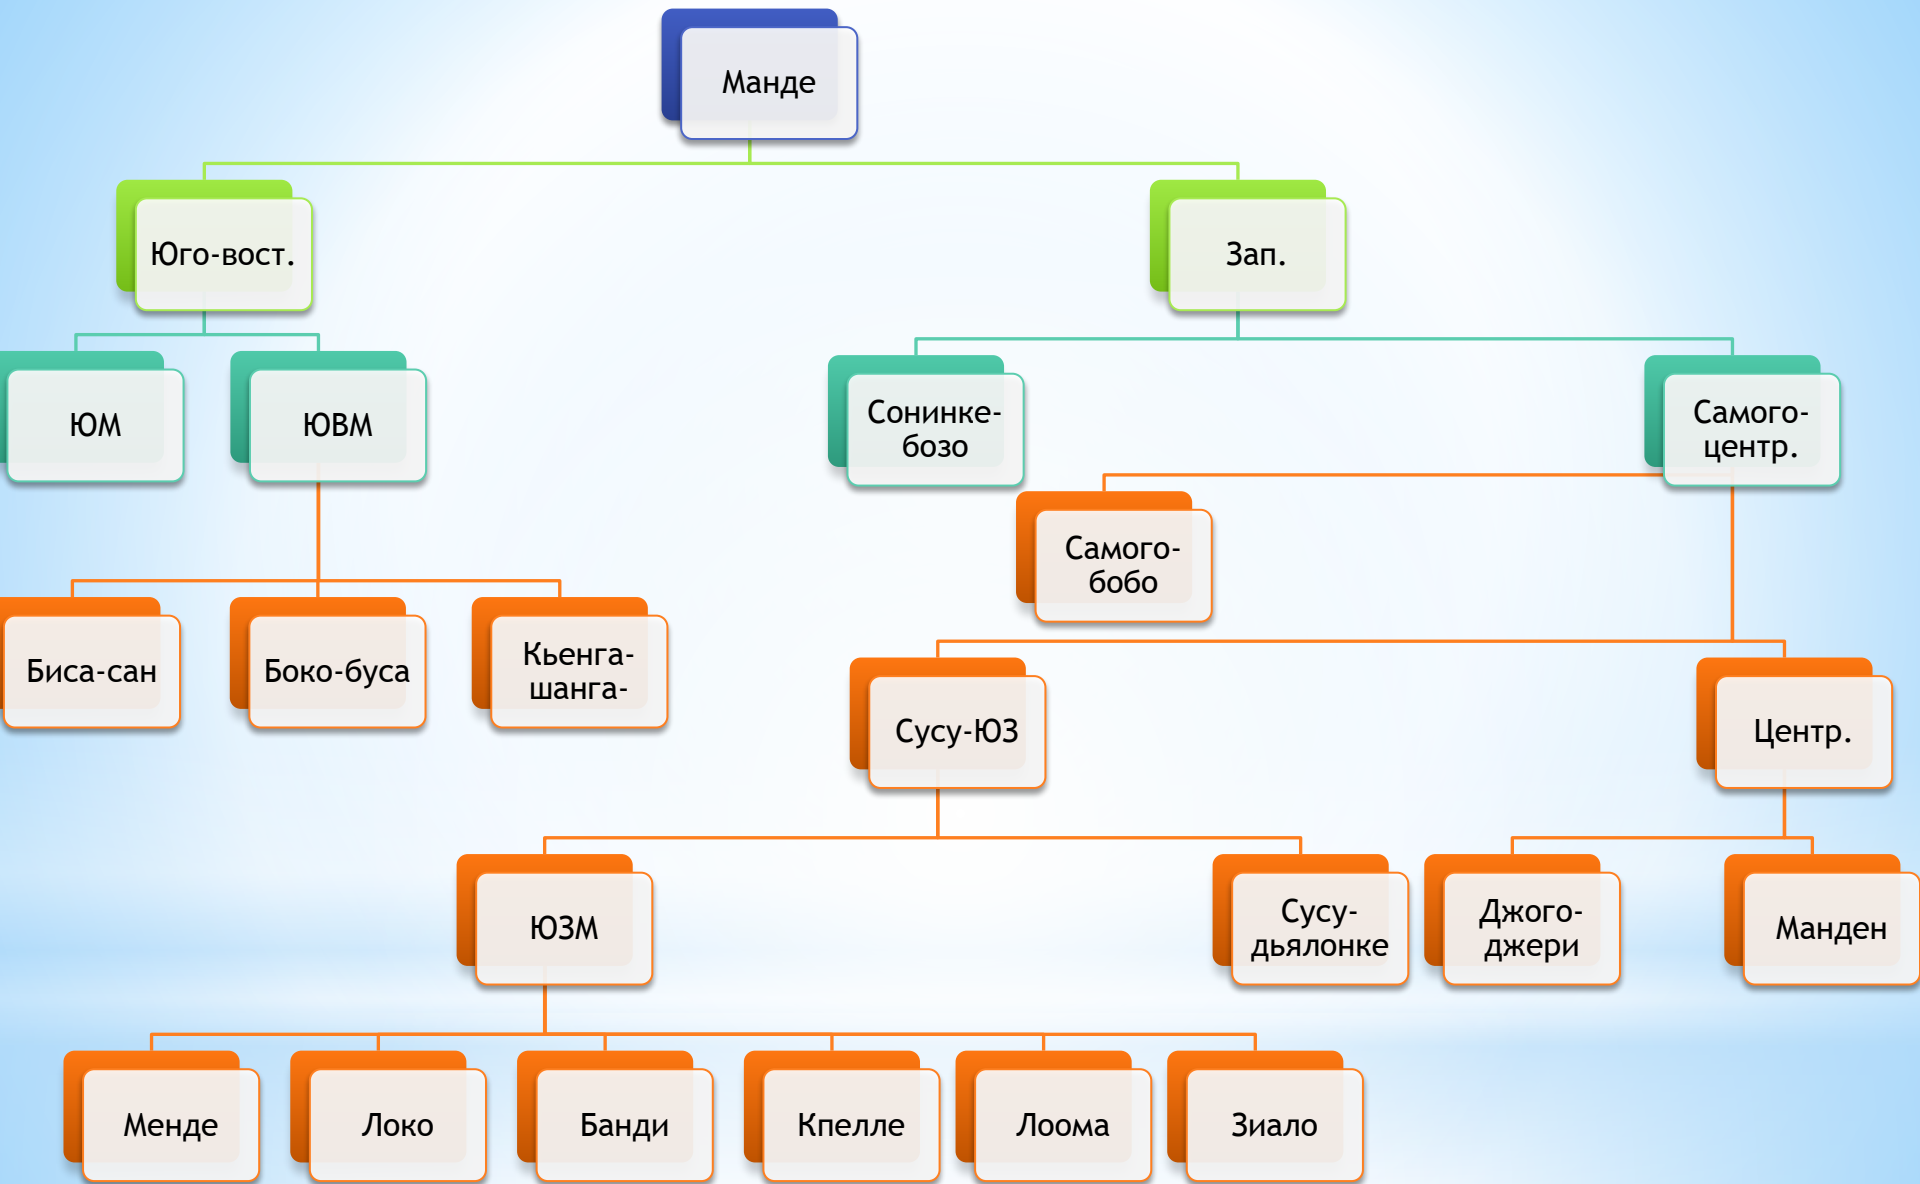 Манде
Юго-вост.
Зап.
ЮМ
ЮВМ
Сонинке-
бозо
Самого-
центр.
Самого-
бобо
Биса-сан
Боко-буса
Кьенга-
шанга-
Сусу-ЮЗ
Центр.
ЮЗМ
Сусу-
дьялонке
Джого-
джери
Манден
Менде
Локо
Банди
Кпелле
Лоома
Зиало